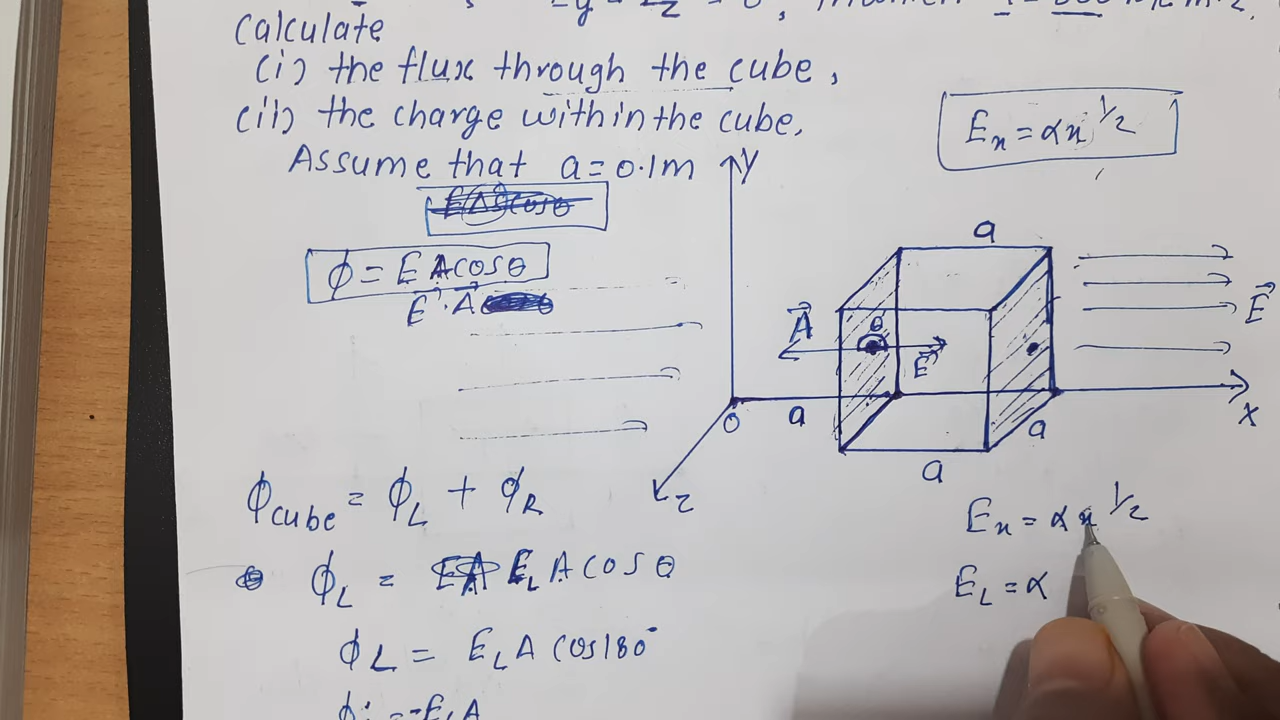 Calculate
(i) the flux through the cube,
(ii) the charge within the cube.
Assume that a = 0.1m
E_x = αx^1/2
ϕ = E A cosθ
E⃗ . A⃗
y
a
A⃗
θ
E⃗
E⃗
O
a
a
a
x
z
ϕ_cube = ϕ_L + ϕ_R
ϕ_L = E_L A cosθ
ϕ_L = E_L A cos180°
E_x = αx^1/2
E_L = α